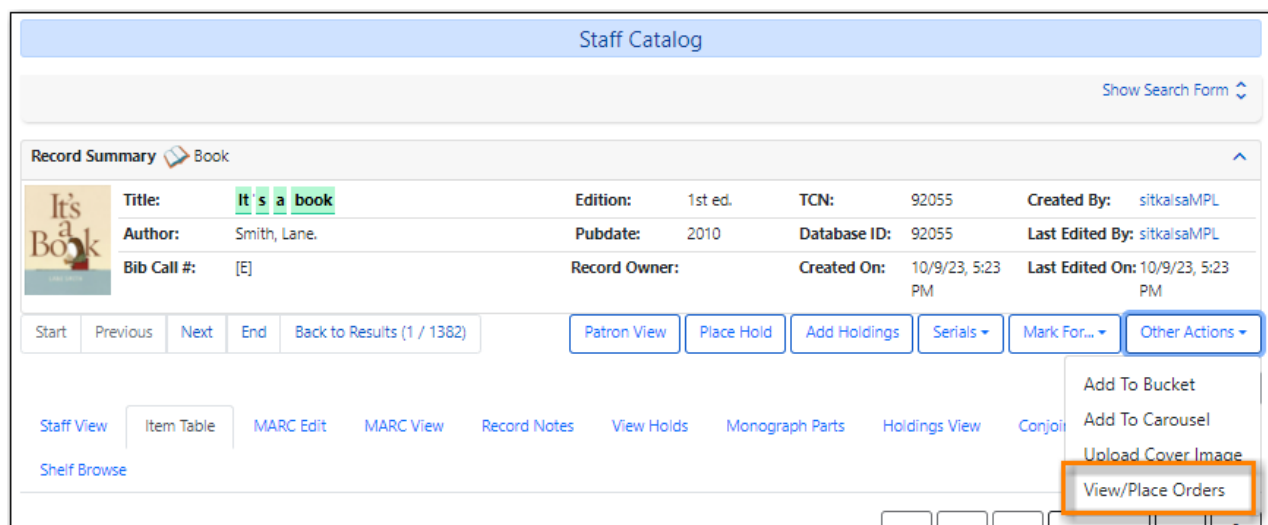 Staff Catalog
Show Search Form
Record Summary Book
It's
a
Book
Title: It's a book Edition: 1st ed. TCN: 92055 Created By: sitkalsaMPL
Author: Smith, Lane. Pubdate: 2010 Database ID: 92055 Last Edited By: sitkalsaMPL
Bib Call #: [E] Record Owner: Created On: 10/9/23, 5:23 PM Last Edited On: 10/9/23, 5:23 PM
Start Previous Next End Back to Results (1 / 1382) Patron View Place Hold Add Holdings Serials Mark For... Other Actions
Add To Bucket
Add To Carousel
Upload Cover Image
View/Place Orders
Staff View Item Table MARC Edit MARC View Record Notes View Holds Monograph Parts Holdings View
Shelf Browse